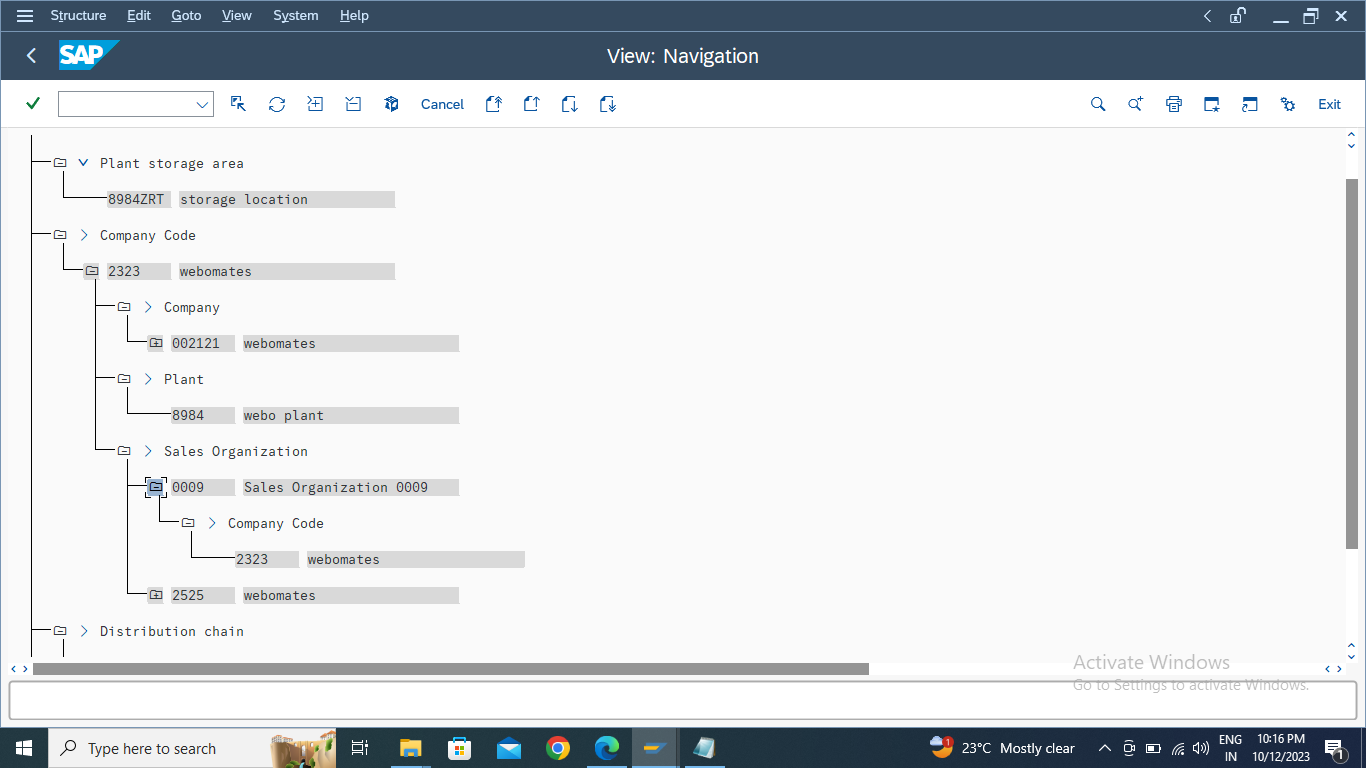 Structure Edit Goto View System Help
SAP View: Navigation
Cancel Exit
Plant storage area
8984ZRT storage location
Company Code
2323 webomates
Company
002121 webomates
Plant
8984 webo plant
Sales Organization
0009 Sales Organization 0009
Company Code
2323 webomates
2525 webomates
Distribution chain
Activate Windows
Go to Settings to activate Windows.
Type here to search 1 23°C Mostly clear ENG 10:16 PM
IN 10/12/2023 1